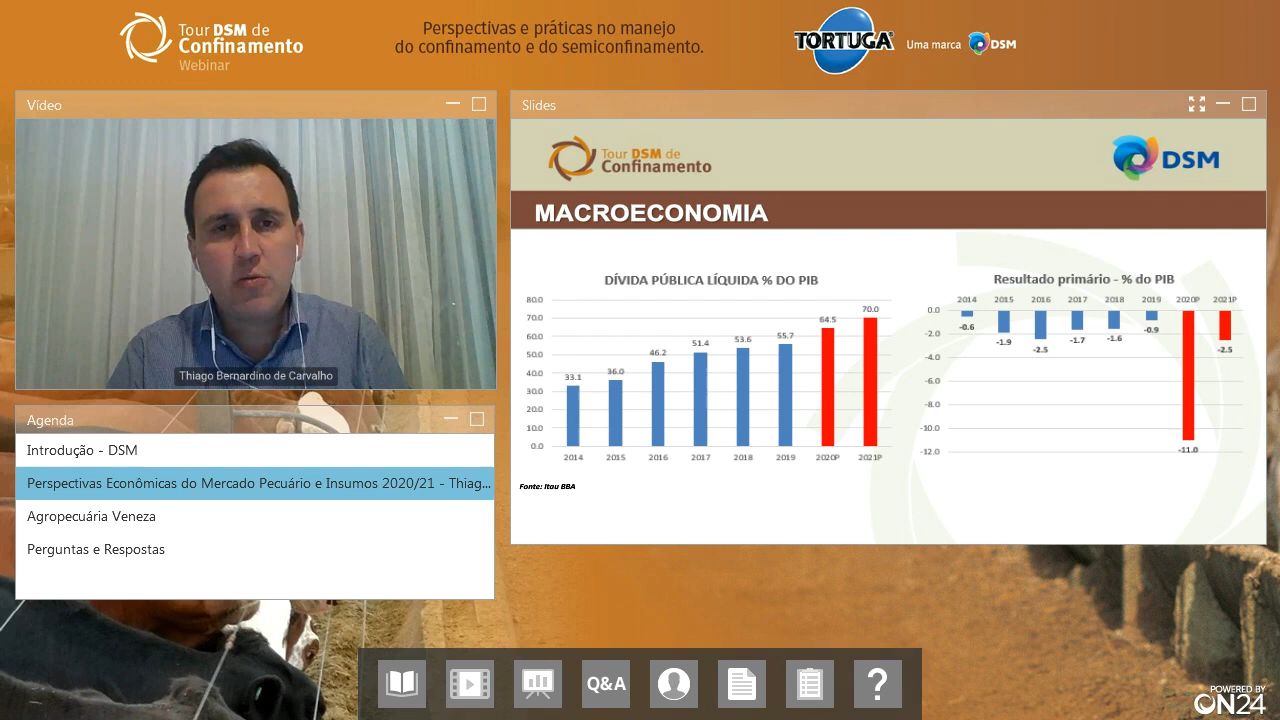 Tour DSM de
Confinamento
Webinar
Perspectivas e práticas no manejo
do confinamento e do semiconfinamento.
TORTUGA
Uma marca DSM
Vídeo
Thiago Bernardino de Carvalho
Agenda
Introdução - DSM
Perspectivas Econômicas do Mercado Pecuário e Insumos 2020/21 - Thiag...
Agropecuária Veneza
Perguntas e Respostas
Slides
Tour DSM de
Confinamento
DSM
MACROECONOMIA
DÍVIDA PÚBLICA LÍQUIDA % DO PIB
80.0
70.0
60.0
50.0
40.0
30.0
20.0
10.0
0.0
33.1
36.0
46.2
51.4
53.6
55.7
64.5
70.0
2014 2015 2016 2017 2018 2019 2020P 2021P
Fonte: Itau BBA
Resultado primário - % do PIB
2014 2015 2016 2017 2018 2019 2020P 2021P
0.0
-2.0
-4.0
-6.0
-8.0
-10.0
-12.0
-0.6
-1.9
-2.5
-1.7
-1.6
-0.9
-11.0
-2.5
Q&A
?
POWERED BY
ON24